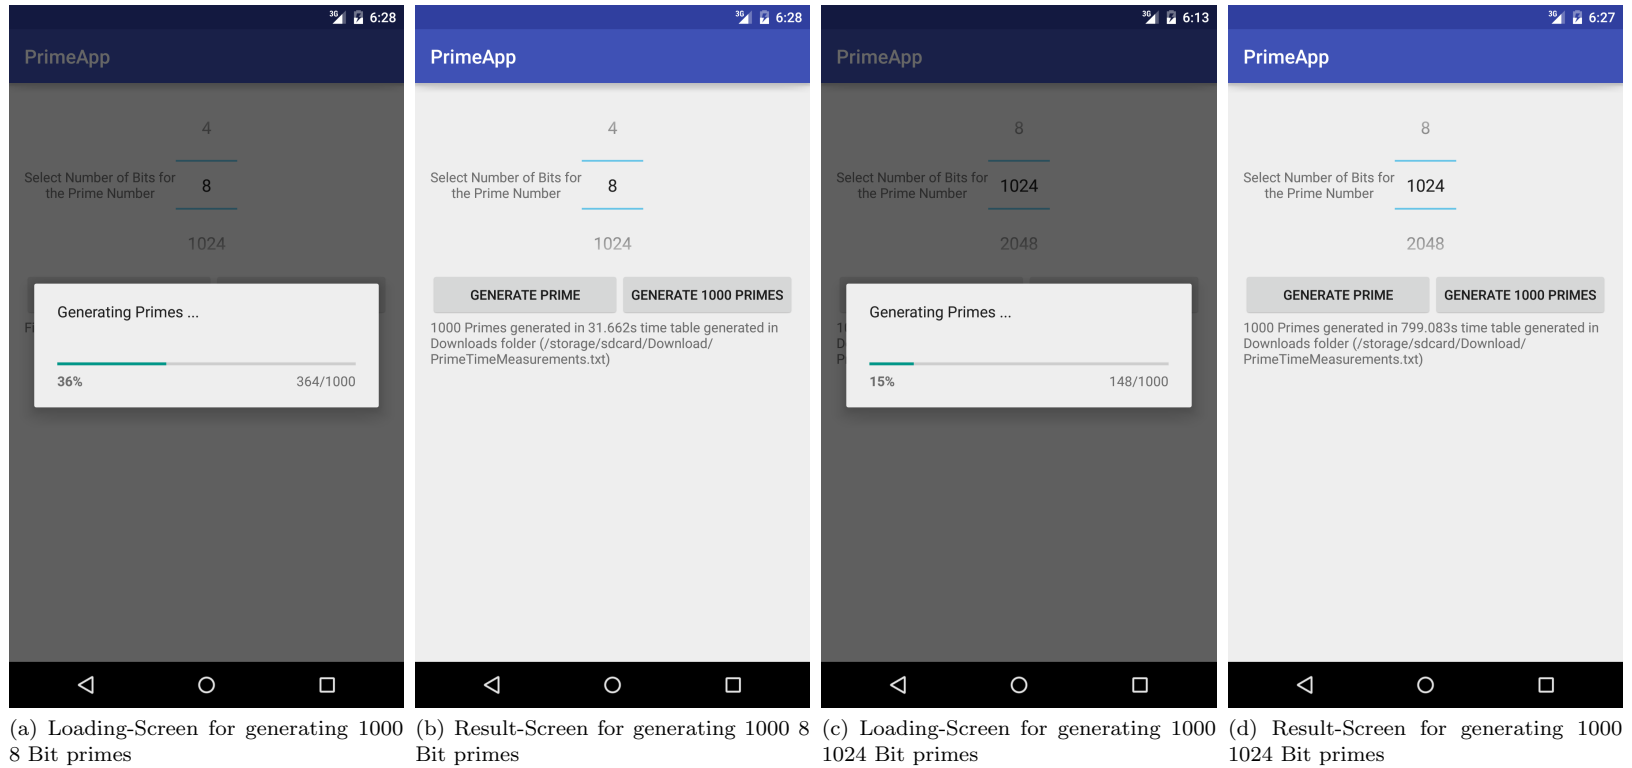 3G 6:28
PrimeApp
4
Select Number of Bits for
the Prime Number
8
1024
Fi
Generating Primes ...
36% 364/1000
(a) Loading-Screen for generating 1000
8 Bit primes
3G 6:28
PrimeApp
4
Select Number of Bits for
the Prime Number
8
1024
GENERATE PRIME GENERATE 1000 PRIMES
1000 Primes generated in 31.662s time table generated in
Downloads folder (/storage/sdcard/Download/
PrimeTimeMeasurements.txt)
(b) Result-Screen for generating 1000 8
Bit primes
3G 6:13
PrimeApp
8
Select Number of Bits for
the Prime Number
1024
2048
10
D
P
Generating Primes ...
15% 148/1000
(c) Loading-Screen for generating 1000
1024 Bit primes
3G 6:27
PrimeApp
8
Select Number of Bits for
the Prime Number
1024
2048
GENERATE PRIME GENERATE 1000 PRIMES
1000 Primes generated in 799.083s time table generated in
Downloads folder (/storage/sdcard/Download/
PrimeTimeMeasurements.txt)
(d) Result-Screen for generating 1000
1024 Bit primes